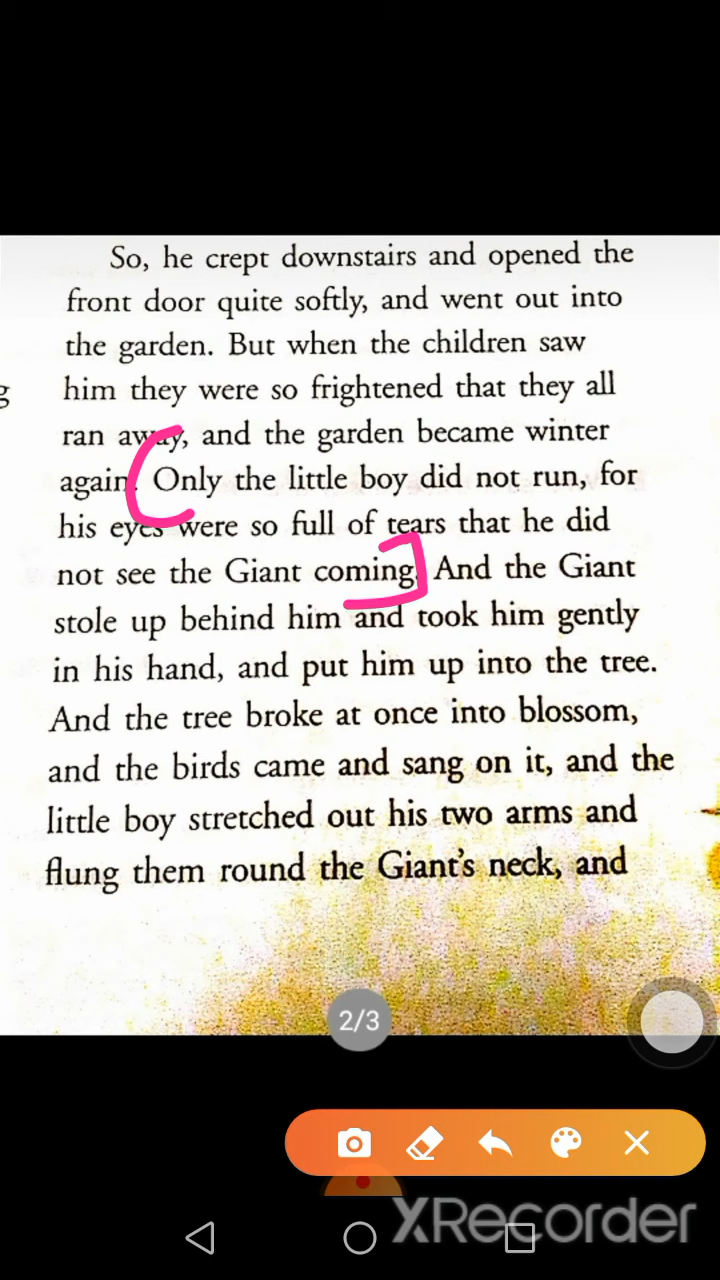 So, he crept downstairs and opened the
front door quite softly, and went out into
the garden. But when the children saw
g him they were so frightened that they all
ran away, and the garden became winter
again. Only the little boy did not run, for
his eyes were so full of tears that he did
not see the Giant coming. And the Giant
stole up behind him and took him gently
in his hand, and put him up into the tree.
And the tree broke at once into blossom,
and the birds came and sang on it, and the
little boy stretched out his two arms and
flung them round the Giant's neck, and
2/3
XRecorder